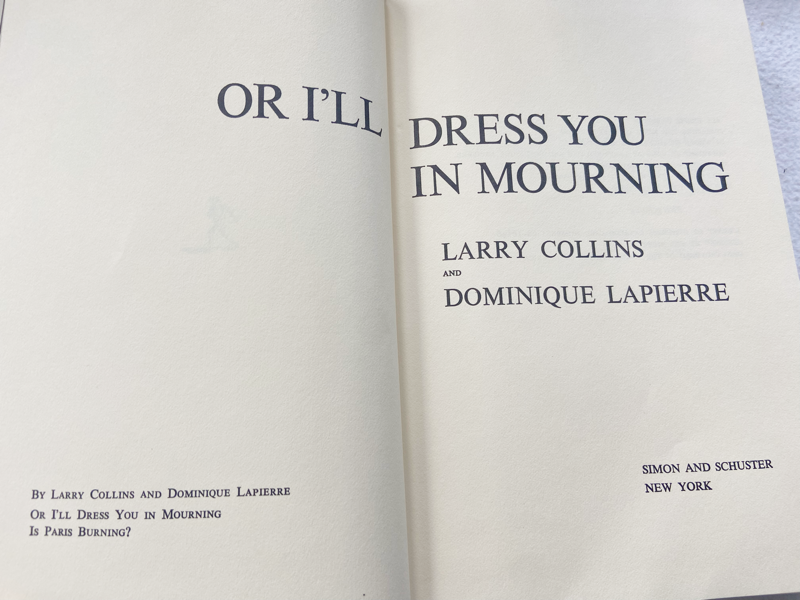 OR I'LL
DRESS YOU
IN MOURNING
LARRY COLLINS
AND
DOMINIQUE LAPIERRE
SIMON AND SCHUSTER
NEW YORK
BY LARRY COLLINS AND DOMINIQUE LAPIERRE
OR I'LL DRESS YOU IN MOURNING
IS PARIS BURNING?